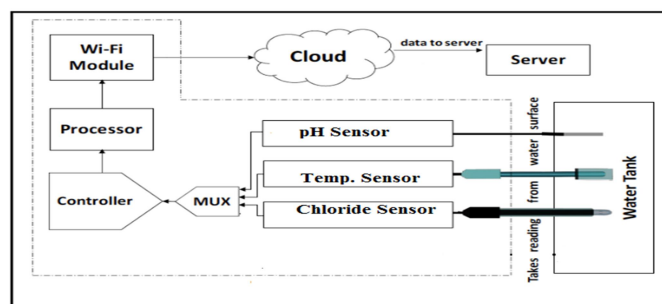 Wi-Fi
Module
Cloud
data to server
Server
Processor
pH Sensor
Temp. Sensor
Chloride Sensor
Controller
MUX
Takes reading from water surface
Water Tank